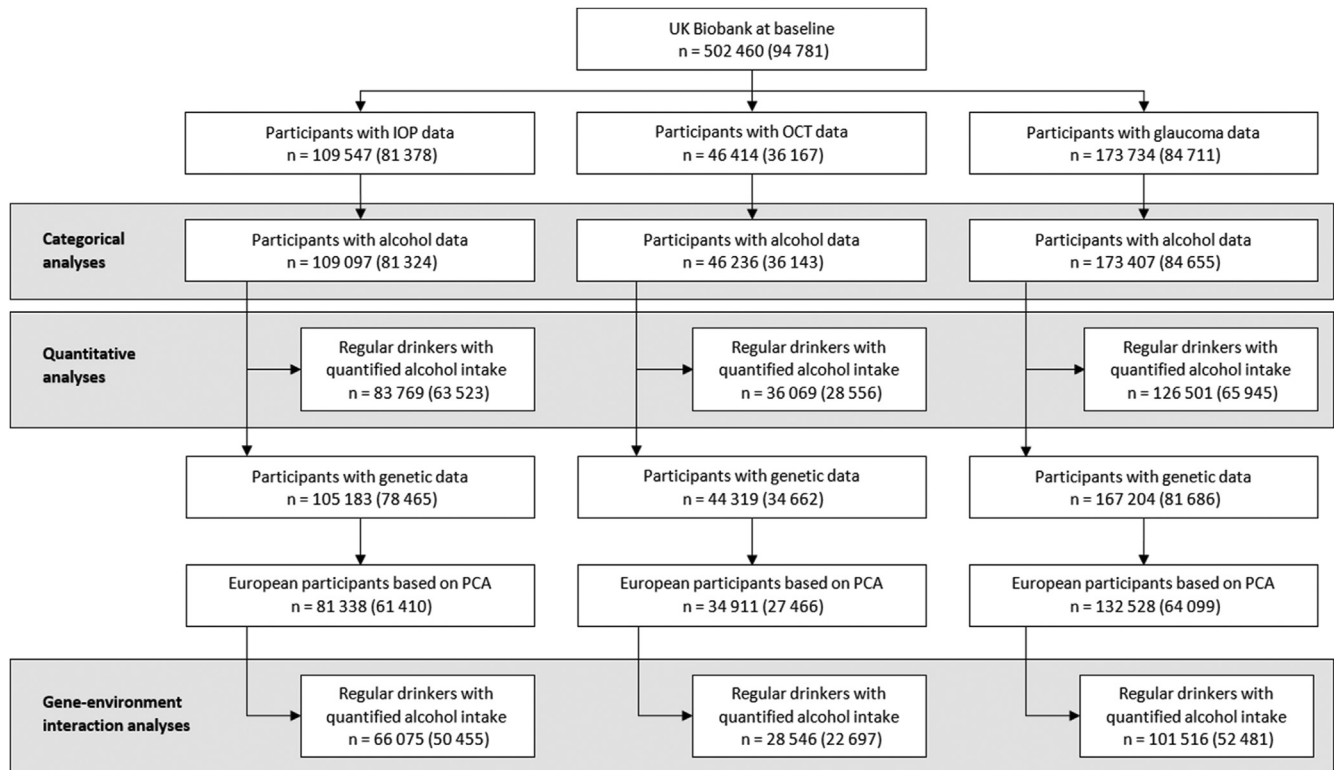 UK Biobank at baseline
n = 502 460 (94 781)
Participants with IOP data
n = 109 547 (81 378)
Participants with OCT data
n = 46 414 (36 167)
Participants with glaucoma data
n = 173 734 (84 711)
Categorical
analyses
Participants with alcohol data
n = 109 097 (81 324)
Participants with alcohol data
n = 46 236 (36 143)
Participants with alcohol data
n = 173 407 (84 655)
Quantitative
analyses
Regular drinkers with
quantified alcohol intake
n = 83 769 (63 523)
Regular drinkers with
quantified alcohol intake
n = 36 069 (28 556)
Regular drinkers with
quantified alcohol intake
n = 126 501 (65 945)
Participants with genetic data
n = 105 183 (78 465)
Participants with genetic data
n = 44 319 (34 662)
Participants with genetic data
n = 167 204 (81 686)
European participants based on PCA
n = 81 338 (61 410)
European participants based on PCA
n = 34 911 (27 466)
European participants based on PCA
n = 132 528 (64 099)
Gene-environment
interaction analyses
Regular drinkers with
quantified alcohol intake
n = 66 075 (50 455)
Regular drinkers with
quantified alcohol intake
n = 28 546 (22 697)
Regular drinkers with
quantified alcohol intake
n = 101 516 (52 481)